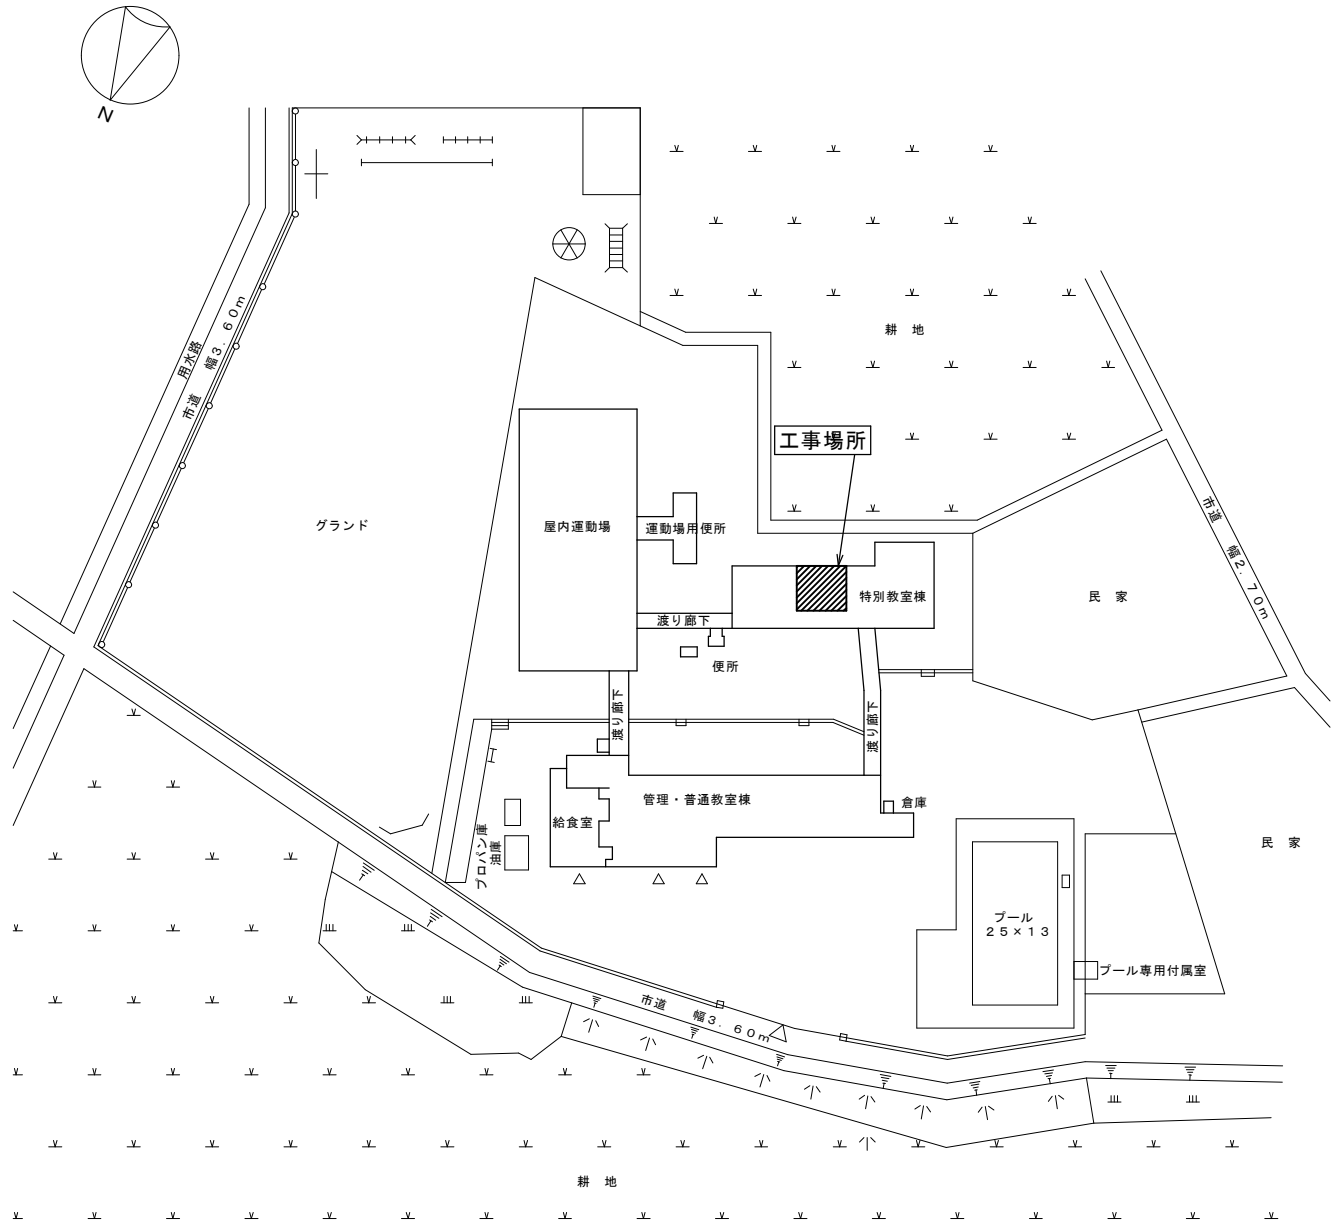 N
耕　地
用水路
市道　幅３．６０ｍ
工事場所
市道　幅２．７０ｍ
グランド
屋内運動場
運動場用便所
特別教室棟
民　家
渡り廊下
便所
渡り廊下
渡り廊下
管理・普通教室棟
倉庫
給食室
プロパン庫
油庫
民　家
プール
２５×１３
プール専用付属室
市道　幅３．６０ｍ
耕　地